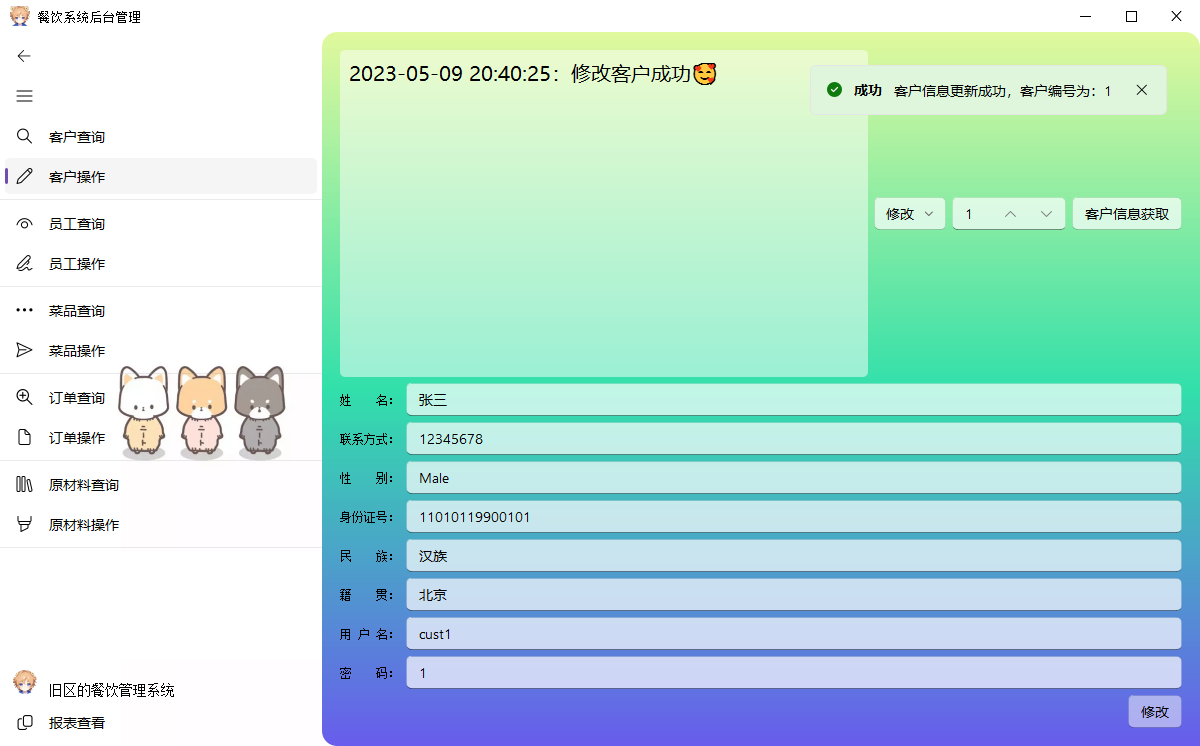 餐饮系统后台管理
客户查询
客户操作
员工查询
员工操作
菜品查询
菜品操作
订单查询
订单操作
原材料查询
原材料操作
旧区的餐饮管理系统
报表查看
2023-05-09 20:40:25：修改客户成功🥰
成功 客户信息更新成功，客户编号为：1
修改 1 客户信息获取
姓 名： 张三
联系方式： 12345678
性 别： Male
身份证号： 11010119900101
民 族： 汉族
籍 贯： 北京
用 户 名： cust1
密 码： 1
修改